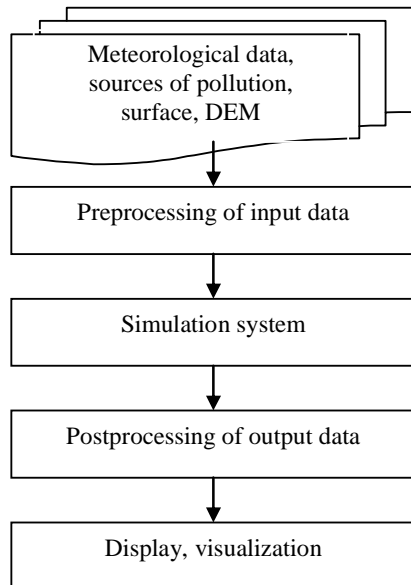 Meteorological data,
sources of pollution,
surface, DEM
Preprocessing of input data
Simulation system
Postprocessing of output data
Display, visualization